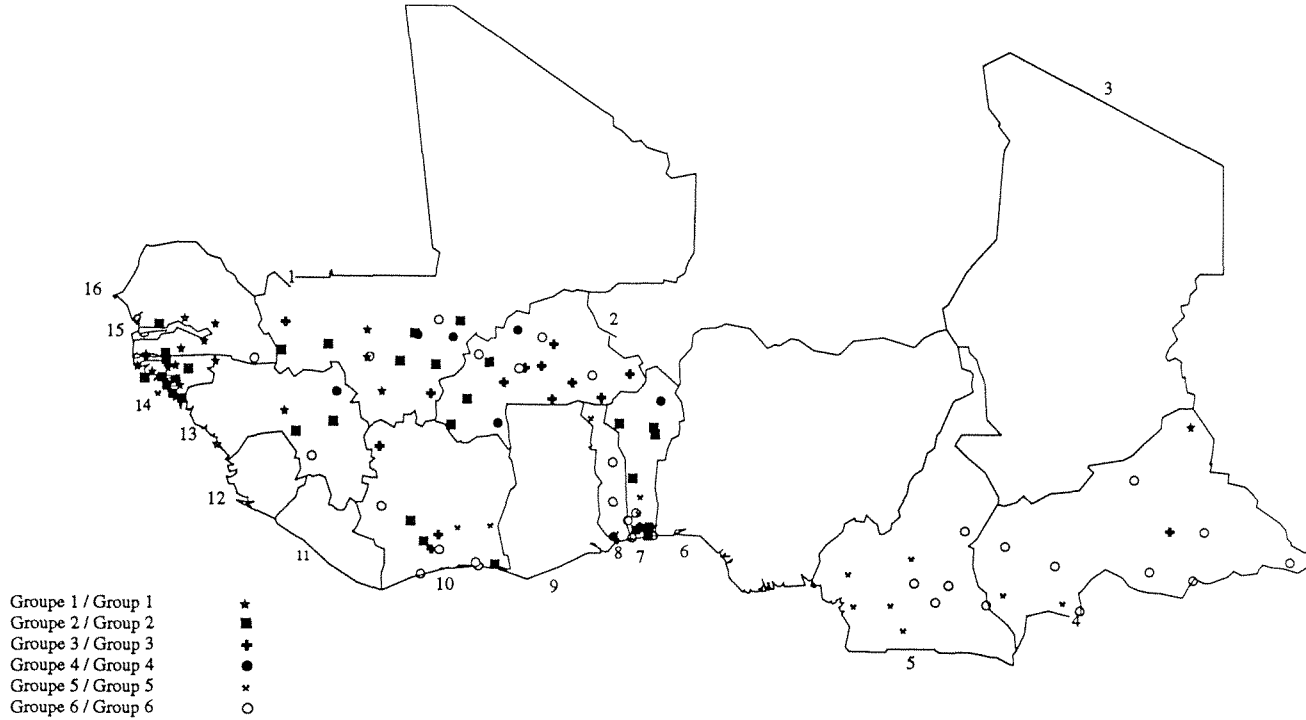 3
1
16
2
15
14
13
12
11
10
9
8
7
6
4
5
Groupe 1 / Group 1
Groupe 2 / Group 2
Groupe 3 / Group 3
Groupe 4 / Group 4
Groupe 5 / Group 5
Groupe 6 / Group 6